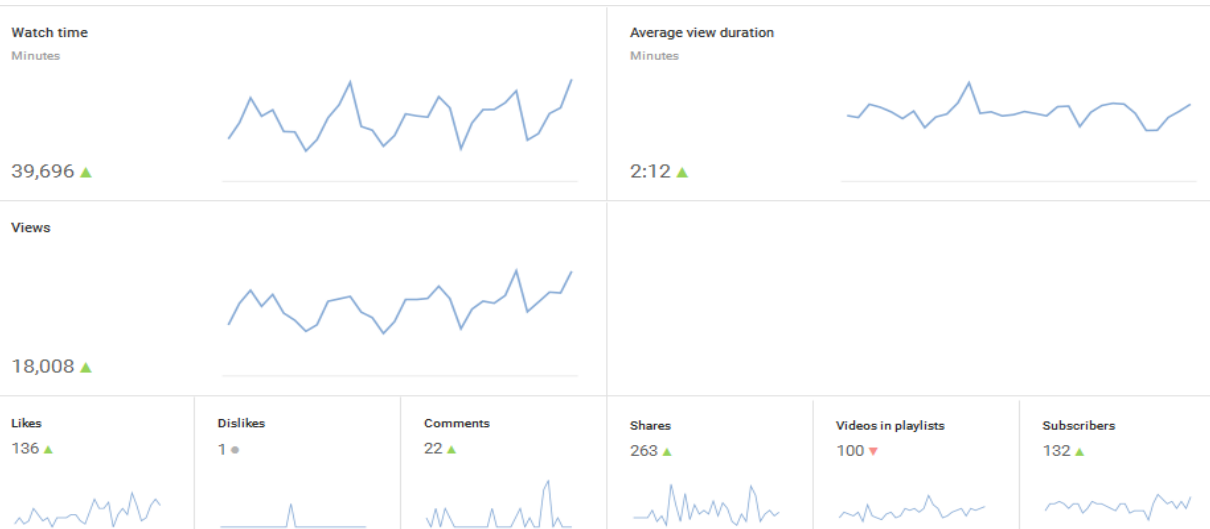 Watch time
Minutes
39,696
Average view duration
Minutes
2:12
Views
18,008
Likes
136
Dislikes
1
Comments
22
Shares
263
Videos in playlists
100
Subscribers
132